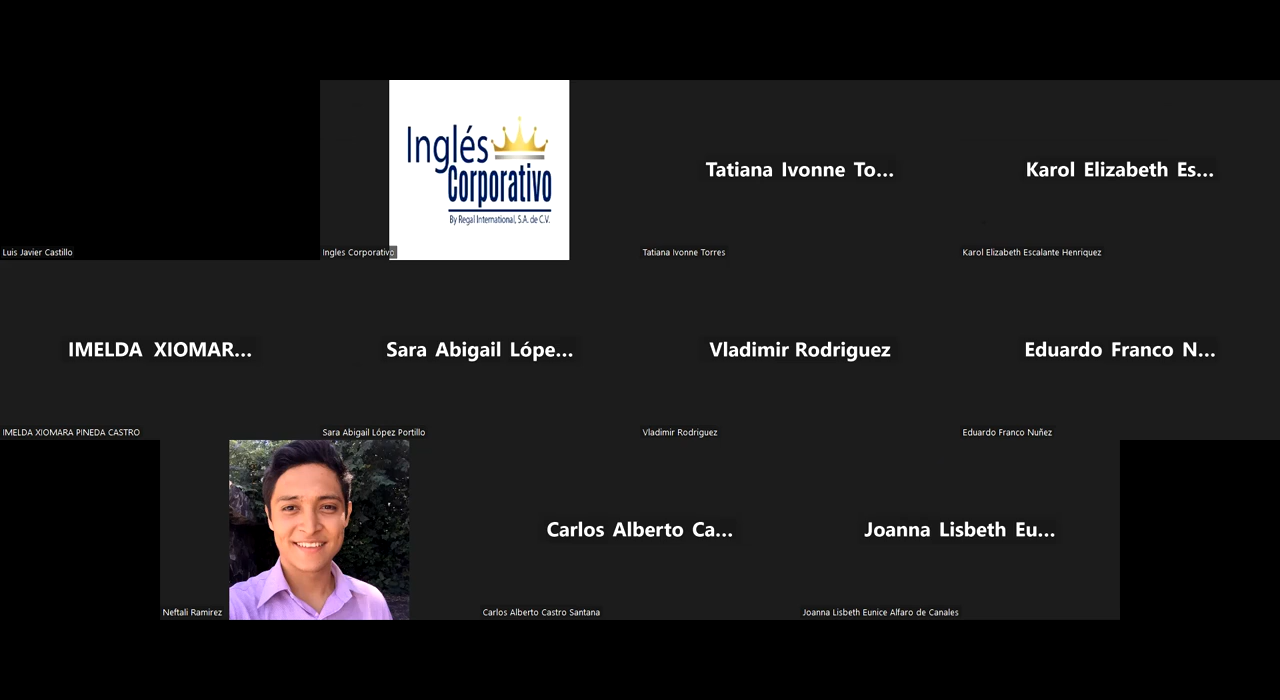 Inglés
Corporativo
By Regal International, S.A. de C.V.
Tatiana Ivonne To...
Karol Elizabeth Es...
Luis Javier Castillo
Ingles Corporativo
Tatiana Ivonne Torres
Karol Elizabeth Escalante Henriquez
IMELDA XIOMAR...
Sara Abigail Lópe...
Vladimir Rodriguez
Eduardo Franco N...
IMELDA XIOMARA PINEDA CASTRO
Sara Abigail López Portillo
Vladimir Rodriguez
Eduardo Franco Nuñez
Carlos Alberto Ca...
Joanna Lisbeth Eu...
Neftali Ramirez
Carlos Alberto Castro Santana
Joanna Lisbeth Eunice Alfaro de Canales